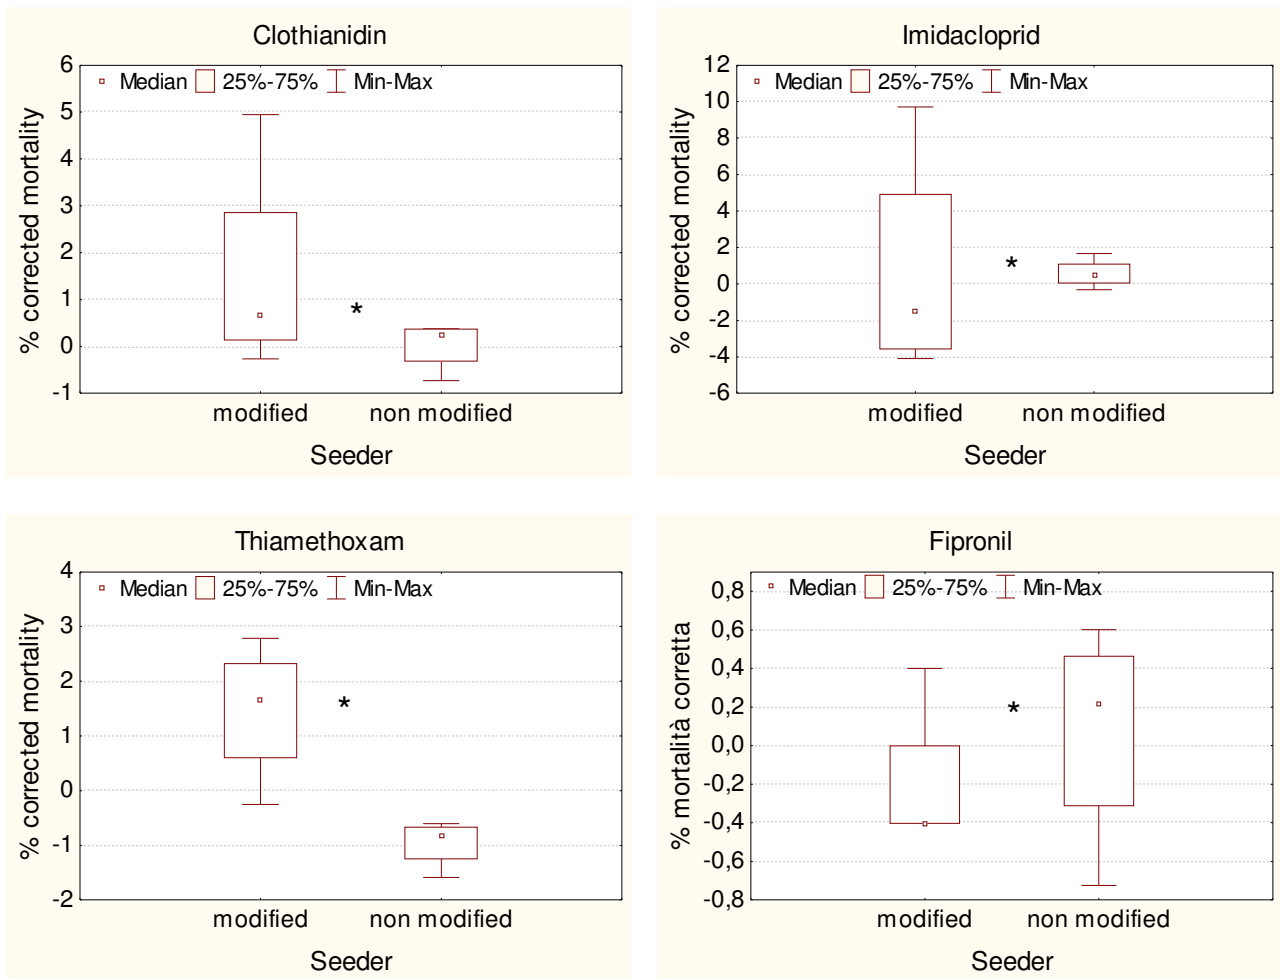 Clothianidin
6
5
4
3
2
1
0
-1
Median 25%-75% Min-Max
% corrected mortality
*
modified non modified
Seeder
Imidacloprid
12
10
8
6
4
2
0
-2
-4
-6
Median 25%-75% Min-Max
% corrected mortality
*
modified non modified
Seeder
Thiamethoxam
4
3
2
1
0
-1
-2
Median 25%-75% Min-Max
% corrected mortality
*
modified non modified
Seeder
Fipronil
0,8
0,6
0,4
0,2
0,0
-0,2
-0,4
-0,6
-0,8
Median 25%-75% Min-Max
% mortalità corretta
*
modified non modified
Seeder